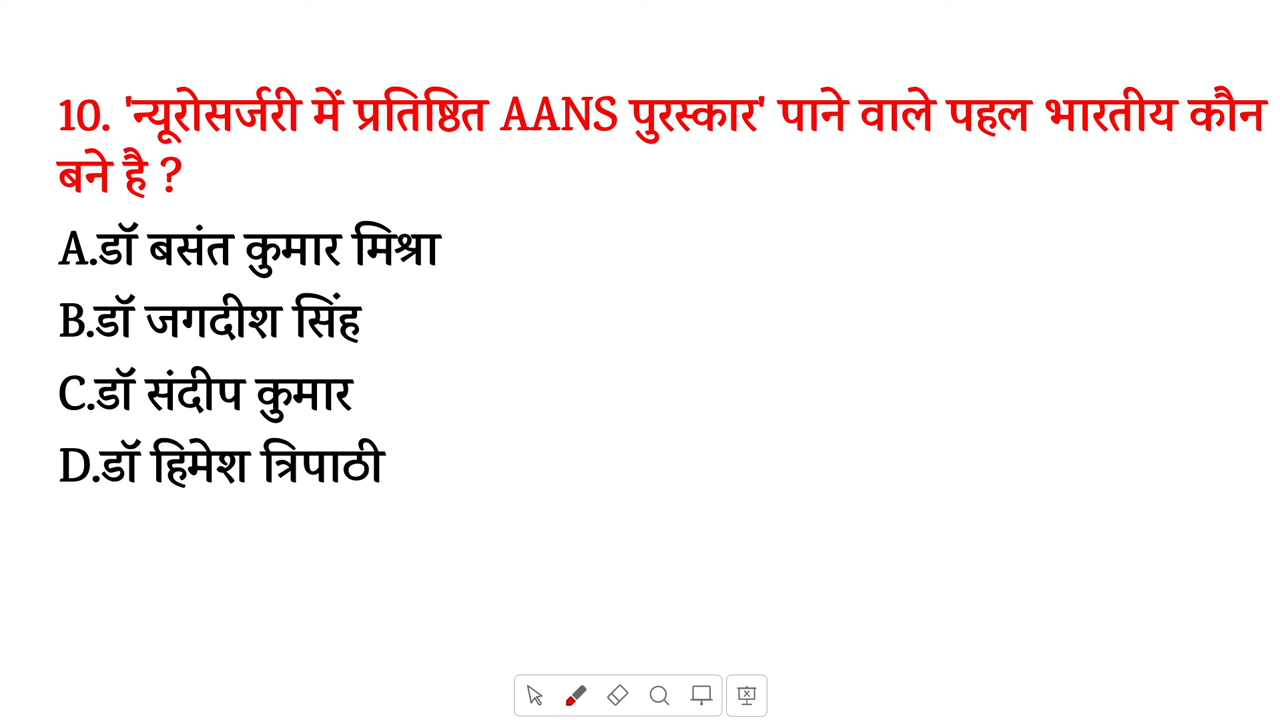 10. 'न्यूरोसर्जरी में प्रतिष्ठित AANS पुरस्कार' पाने वाले पहल भारतीय कौन
बने है ?
A.डॉ बसंत कुमार मिश्रा
B.डॉ जगदीश सिंह
C.डॉ संदीप कुमार
D.डॉ हिमेश त्रिपाठी